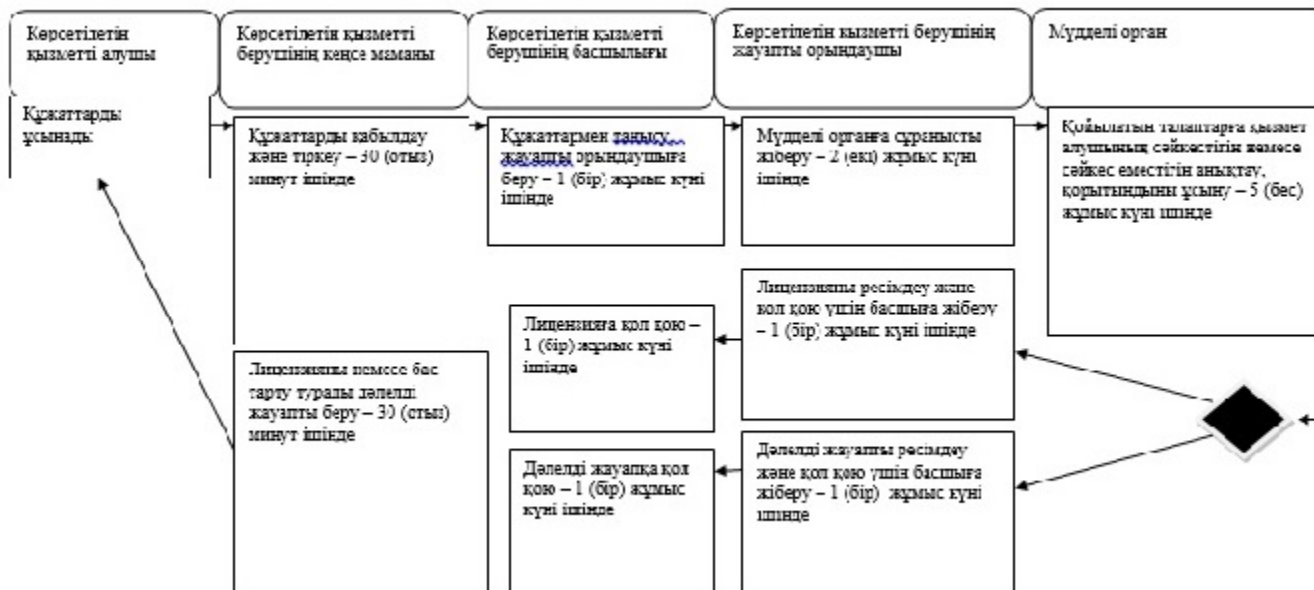 Көрсетілетін
қызметті алушы
Көрсетілетін қызметті
берушінің кеңсе маманы
Көрсетілетін қызметті
берушінің басшылығы
Көрсетілетін қызметті берушінің
жауапты орындаушы
Мүдделі орган
Құжаттарды
ұсынады
Құжаттарды қабылдау
және тіркеу – 30 (отыз)
минут ішінде
Құжаттармен танысу,
жауапты орындаушыға
беру – 1 (бір) жұмыс күні
ішінде
Мүдделі органға сұранысты
жіберу – 2 (екі) жұмыс күні
ішінде
Қойылатын талаптарға қызмет
алушының сәйкестігін немесе
сәйкес еместігін анықтау,
қорытындыны ұсыну – 5 (бес)
жұмыс күні ішінде
Лицензияны ресімдеу және
қол қою үшін басшыға жіберу
– 1 (бір) жұмыс күні ішінде
Лицензияға қол қою –
1 (бір) жұмыс күні
ішінде
Лицензияны немесе бас
тарту туралы дәлелді
жауапты беру – 30 (отыз)
минут ішінде
Дәлелді жауапты ресімдеу
және қол қою үшін басшыға
жіберу – 1 (бір) жұмыс күні
ішінде
Дәлелді жауапқа қол
қою – 1 (бір) жұмыс
күні ішінде